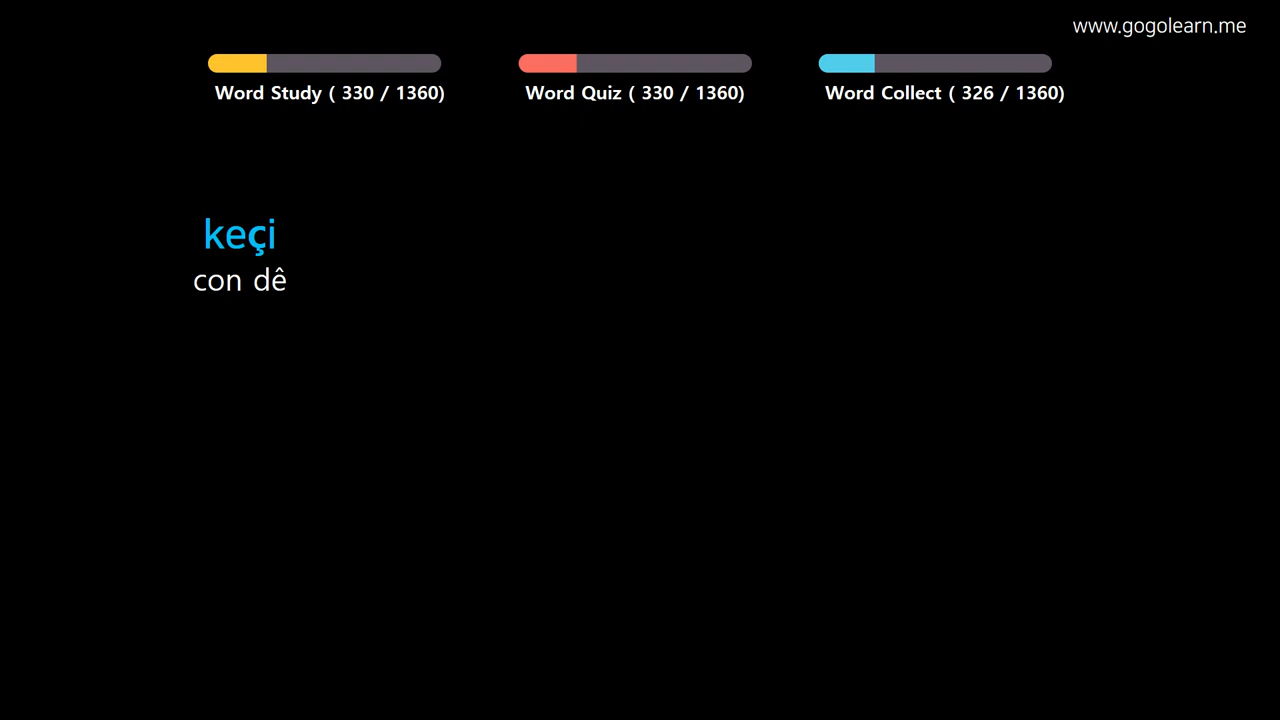 www.gogolearn.me
Word Study ( 330 / 1360)
Word Quiz ( 330 / 1360)
Word Collect ( 326 / 1360)
keçi
con dê